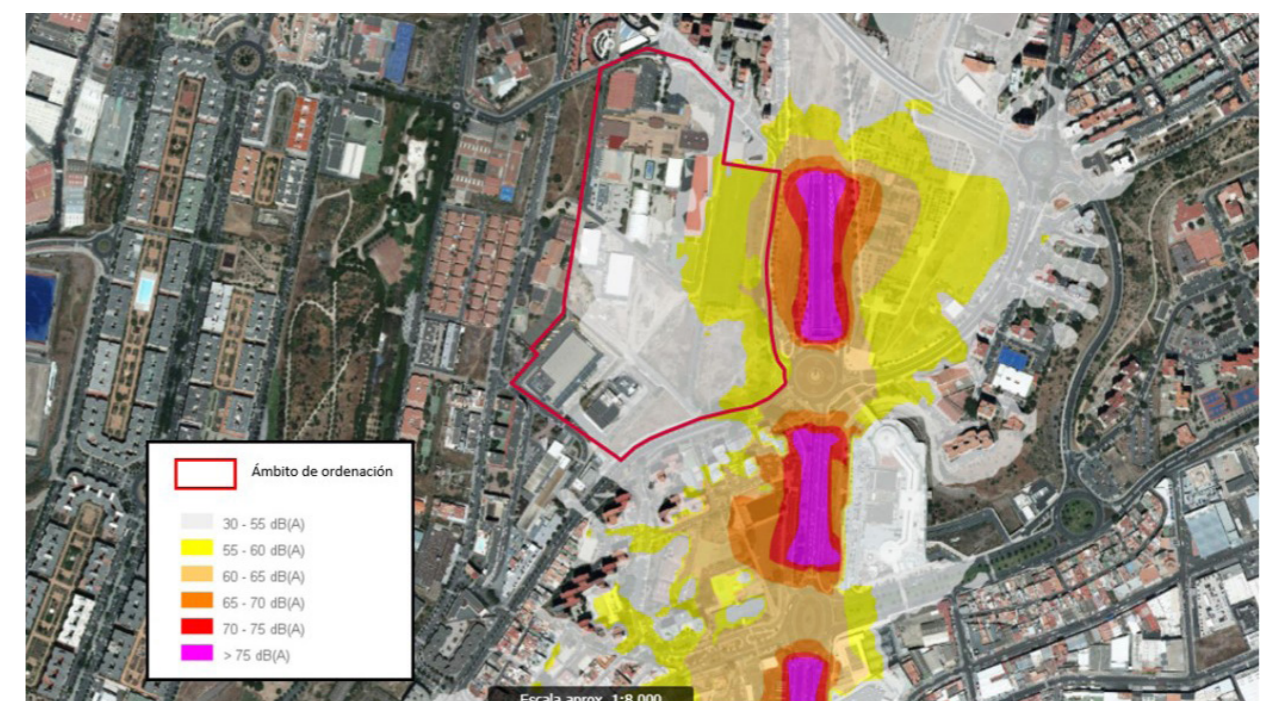 Ámbito de ordenación
30 - 55 dB(A)
55 - 60 dB(A)
60 - 65 dB(A)
65 - 70 dB(A)
70 - 75 dB(A)
> 75 dB(A)
Escala aprox. 1:8.000